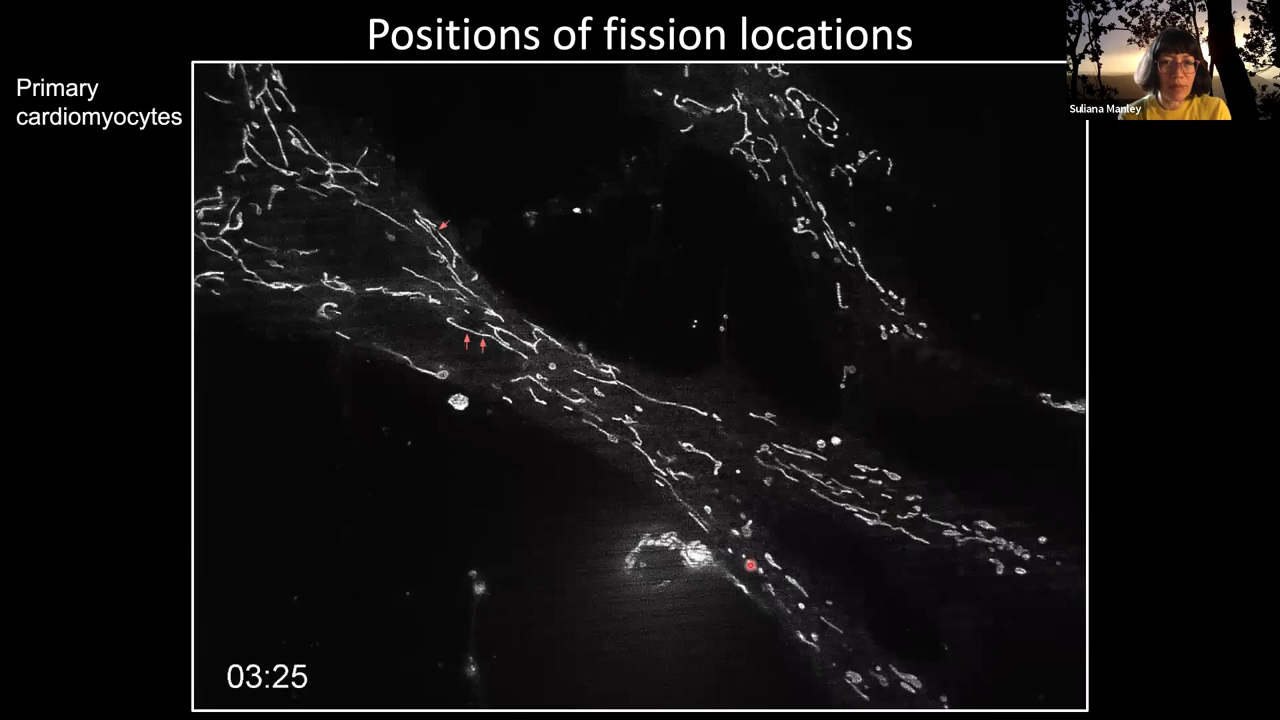 Positions of fission locations
Primary
cardiomyocytes
Suliana Manley
03:25